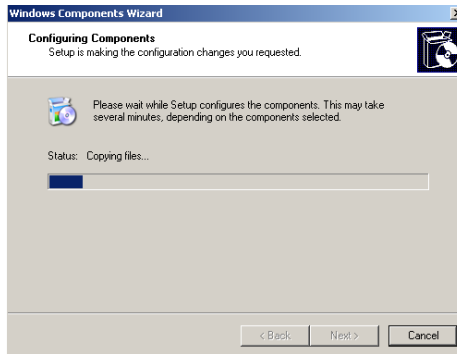 Windows Components Wizard
Configuring Components
Setup is making the configuration changes you requested.
Please wait while Setup configures the components. This may take
several minutes, depending on the components selected.
Status: Copying files...
< Back Next > Cancel